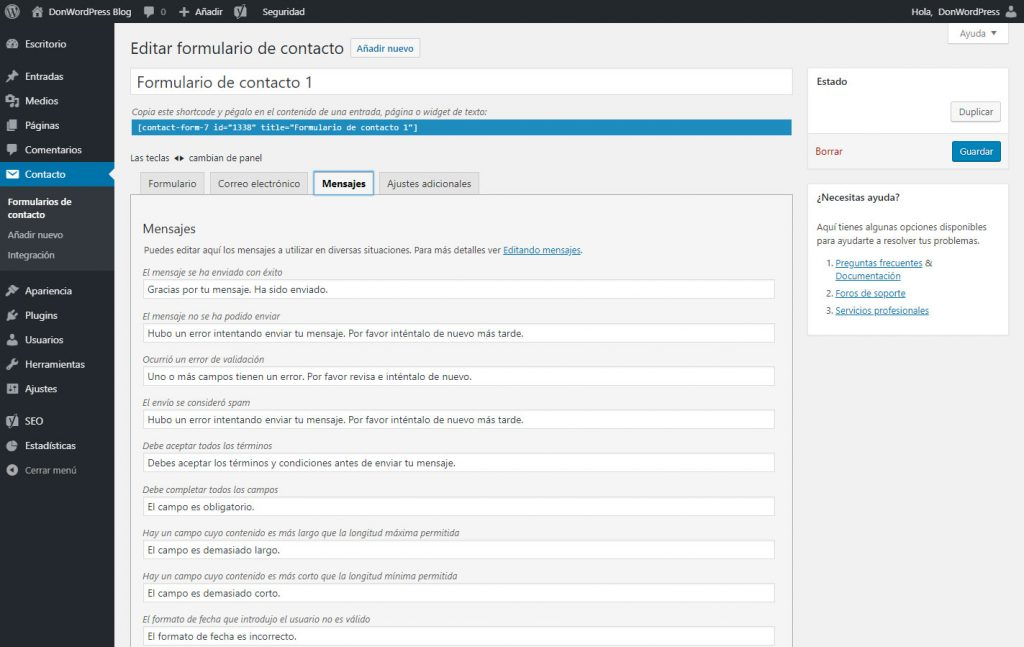 DonWordPress Blog 0 Añadir Seguridad Hola, DonWordPress
Ayuda
Escritorio
Entradas
Medios
Páginas
Comentarios
Contacto
Formularios de
contacto
Añadir nuevo
Integración
Apariencia
Plugins
Usuarios
Herramientas
Ajustes
SEO
Estadísticas
Cerrar menú
Editar formulario de contacto Añadir nuevo
Formulario de contacto 1
Copia este shortcode y pégalo en el contenido de una entrada, página o widget de texto:
[contact-form-7 id="1338" title="Formulario de contacto 1"]
Las teclas ◂▸ cambian de panel
Formulario Correo electrónico Mensajes Ajustes adicionales
Mensajes
Puedes editar aquí los mensajes a utilizar en diversas situaciones. Para más detalles ver Editando mensajes.
El mensaje se ha enviado con éxito
Gracias por tu mensaje. Ha sido enviado.
El mensaje no se ha podido enviar
Hubo un error intentando enviar tu mensaje. Por favor inténtalo de nuevo más tarde.
Ocurrió un error de validación
Uno o más campos tienen un error. Por favor revisa e inténtalo de nuevo.
El envío se consideró spam
Hubo un error intentando enviar tu mensaje. Por favor inténtalo de nuevo más tarde.
Debe aceptar todos los términos
Debes aceptar los términos y condiciones antes de enviar tu mensaje.
Debe completar todos los campos
El campo es obligatorio.
Hay un campo cuyo contenido es más largo que la longitud máxima permitida
El campo es demasiado largo.
Hay un campo cuyo contenido es más corto que la longitud mínima permitida
El campo es demasiado corto.
El formato de fecha que introdujo el usuario no es válido
El formato de fecha es incorrecto.
Estado
Duplicar
Borrar Guardar
¿Necesitas ayuda?
Aquí tienes algunas opciones disponibles
para ayudarte a resolver tus problemas.
1. Preguntas frecuentes &
Documentación
2. Foros de soporte
3. Servicios profesionales